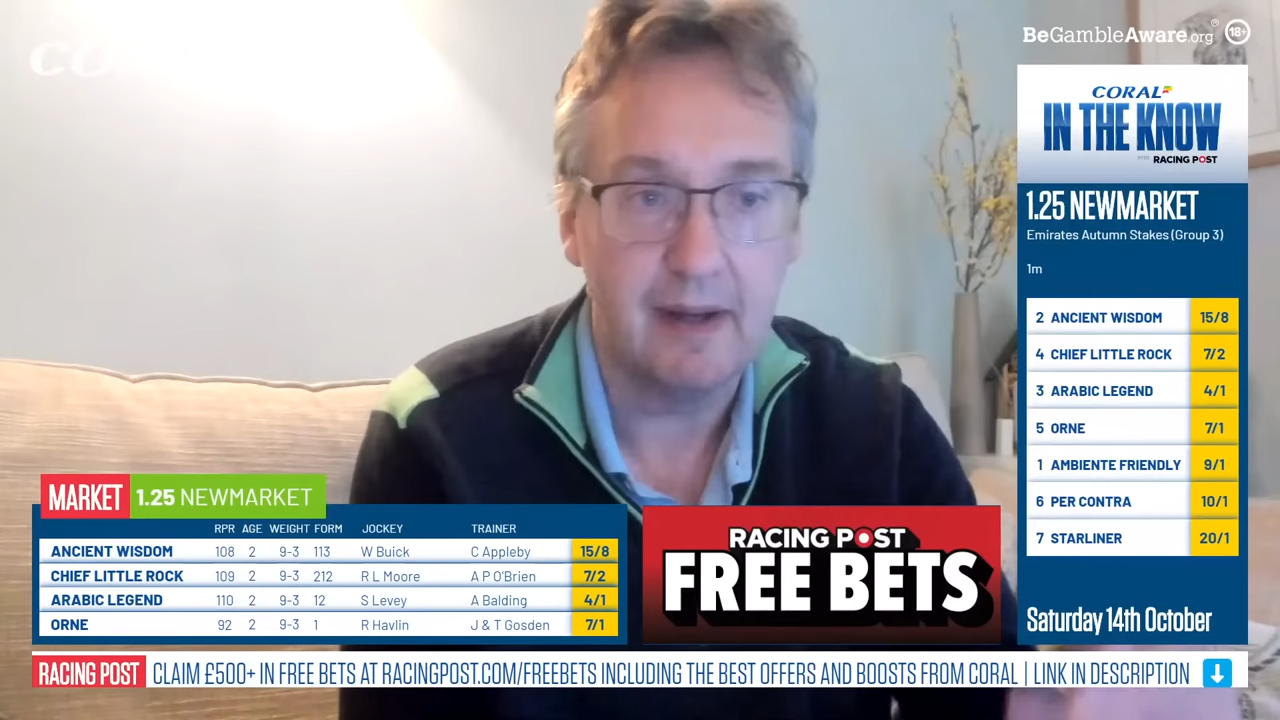 CORAL
BeGambleAware.org® 18+
CORAL
IN THE KNOW
WITH RACING POST
1.25 NEWMARKET
Emirates Autumn Stakes (Group 3)
1m
2 ANCIENT WISDOM 15/8
4 CHIEF LITTLE ROCK 7/2
3 ARABIC LEGEND 4/1
5 ORNE 7/1
1 AMBIENTE FRIENDLY 9/1
6 PER CONTRA 10/1
7 STARLINER 20/1
Saturday 14th October
MARKET 1.25 NEWMARKET
RPR AGE WEIGHT FORM JOCKEY TRAINER
ANCIENT WISDOM 108 2 9-3 113 W Buick C Appleby 15/8
CHIEF LITTLE ROCK 109 2 9-3 212 R L Moore A P O'Brien 7/2
ARABIC LEGEND 110 2 9-3 12 S Levey A Balding 4/1
ORNE 92 2 9-3 1 R Havlin J & T Gosden 7/1
RACING POST
FREE BETS
RACING POST CLAIM £500+ IN FREE BETS AT RACINGPOST.COM/FREEBETS INCLUDING THE BEST OFFERS AND BOOSTS FROM CORAL | LINK IN DESCRIPTION